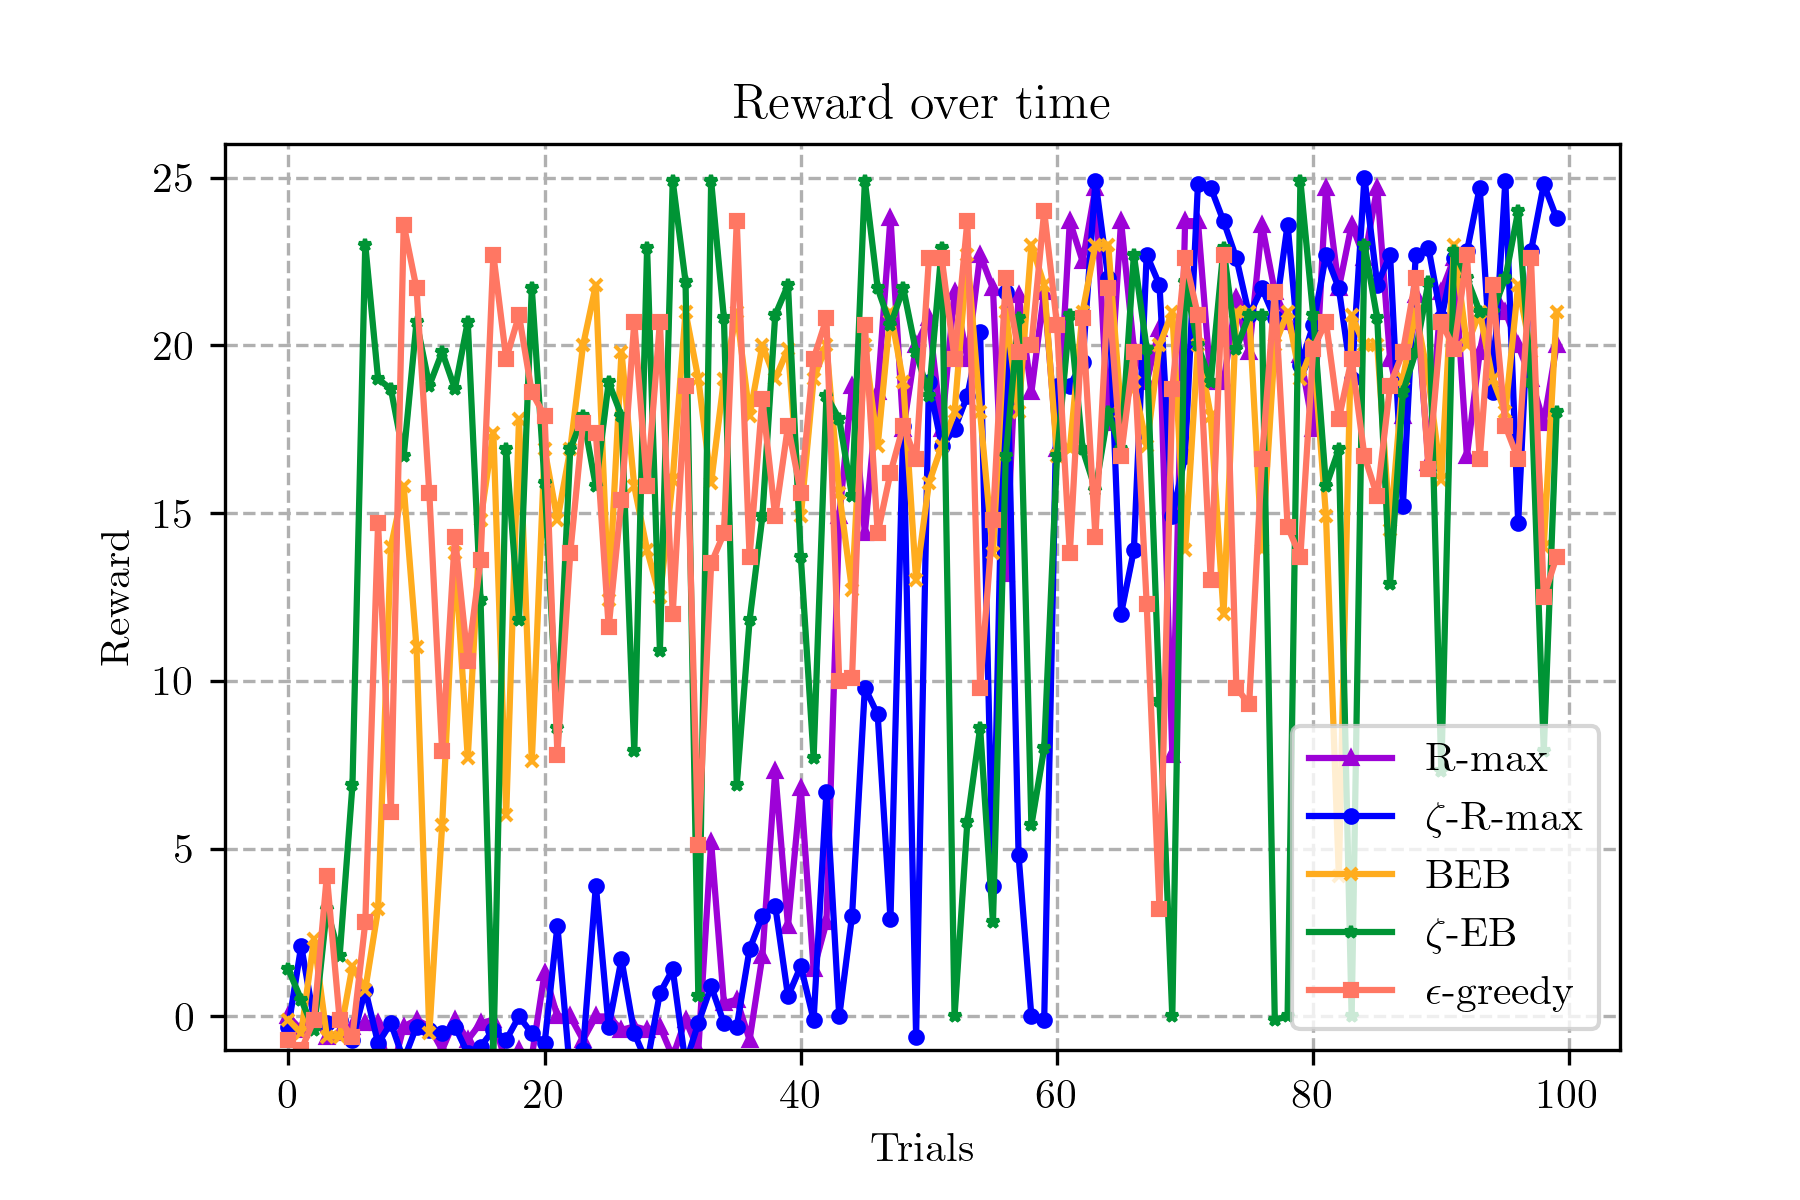 Reward over time
25
20
15
10
5
0
Reward
0 20 40 60 80 100
Trials
R-max
ζ-R-max
BEB
ζ-EB
ϵ-greedy